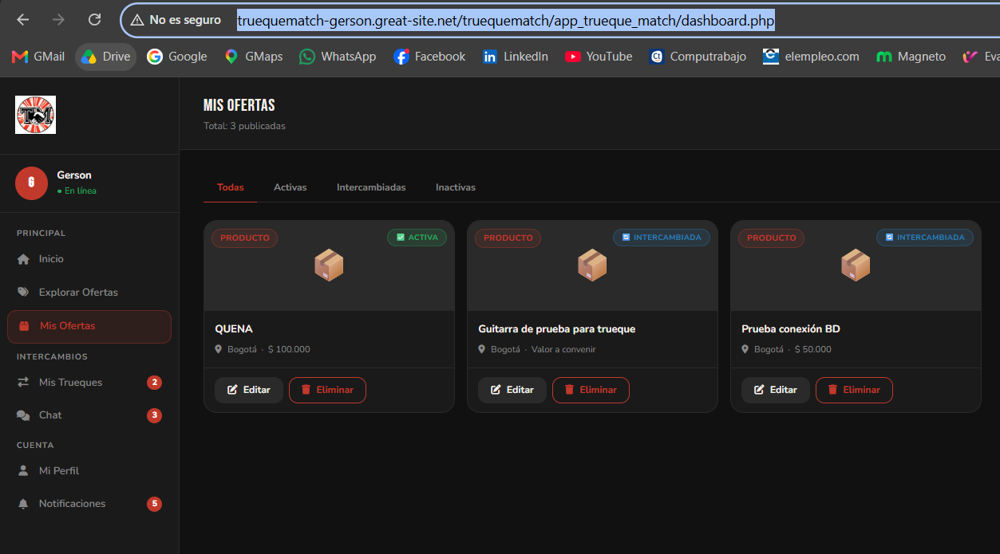 No es seguro
truequematch-gerson.great-site.net/truequematch/app_trueque_match/dashboard.php
GMail Drive Google GMaps WhatsApp Facebook LinkedIn YouTube Computrabajo elempleo.com Magneto Eva
TM
G
Gerson
En línea
PRINCIPAL
Inicio
Explorar Ofertas
Mis Ofertas
INTERCAMBIOS
Mis Trueques 2
Chat 3
CUENTA
Mi Perfil
Notificaciones 5
MIS OFERTAS
Total: 3 publicadas
Todas Activas Intercambiadas Inactivas
PRODUCTO ACTIVA
QUENA
Bogotá · $ 100.000
Editar Eliminar
PRODUCTO INTERCAMBIADA
Guitarra de prueba para trueque
Bogotá · Valor a convenir
Editar Eliminar
PRODUCTO INTERCAMBIADA
Prueba conexión BD
Bogotá · $ 50.000
Editar Eliminar